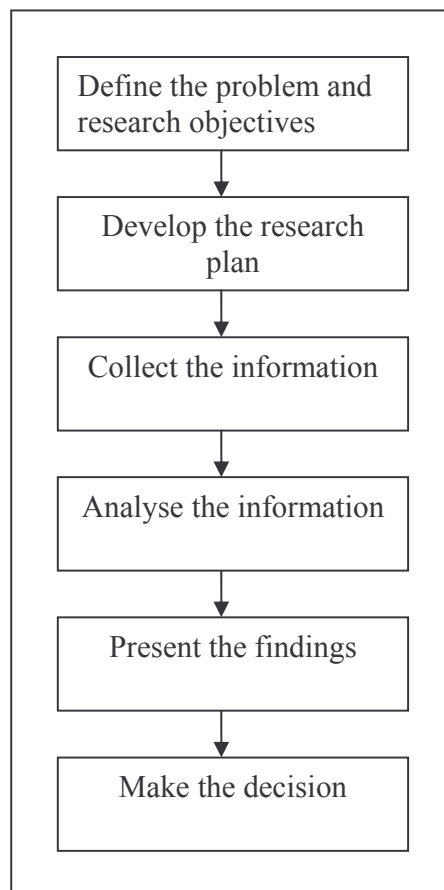 Define the problem and
research objectives
Develop the research
plan
Collect the information
Analyse the information
Present the findings
Make the decision